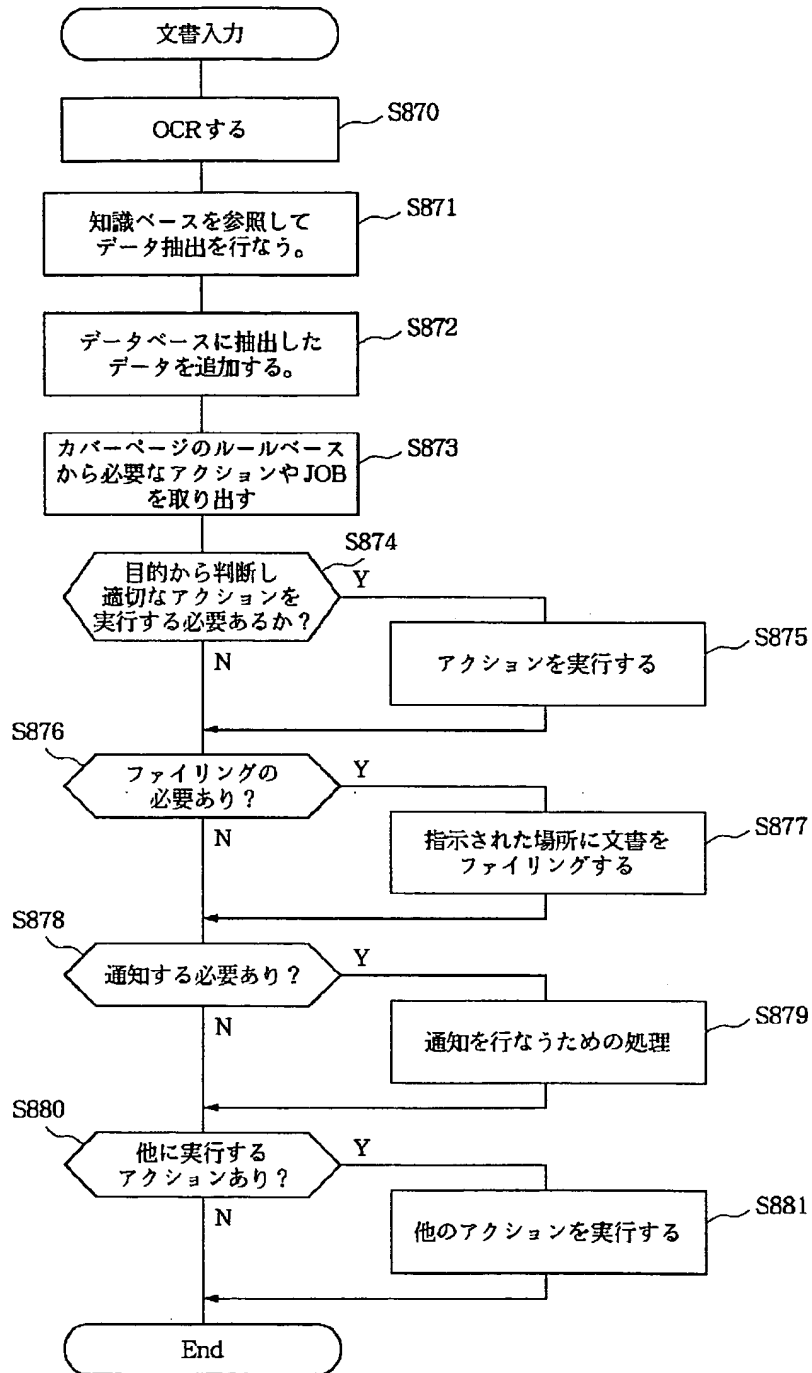 文書入力
OCRする
S870
知識ベースを参照して
データ抽出を行なう。
S871
データベースに抽出した
データを追加する。
S872
カバーページのルールベース
から必要なアクションやJOB
を取り出す
S873
S874
目的から判断し
適切なアクションを
実行する必要あるか?
Y
N
アクションを実行する
S875
S876
ファイリングの
必要あり?
Y
N
指示された場所に文書を
ファイリングする
S877
S878
通知する必要あり?
Y
N
通知を行なうための処理
S879
S880
他に実行する
アクションあり?
Y
N
他のアクションを実行する
S881
End